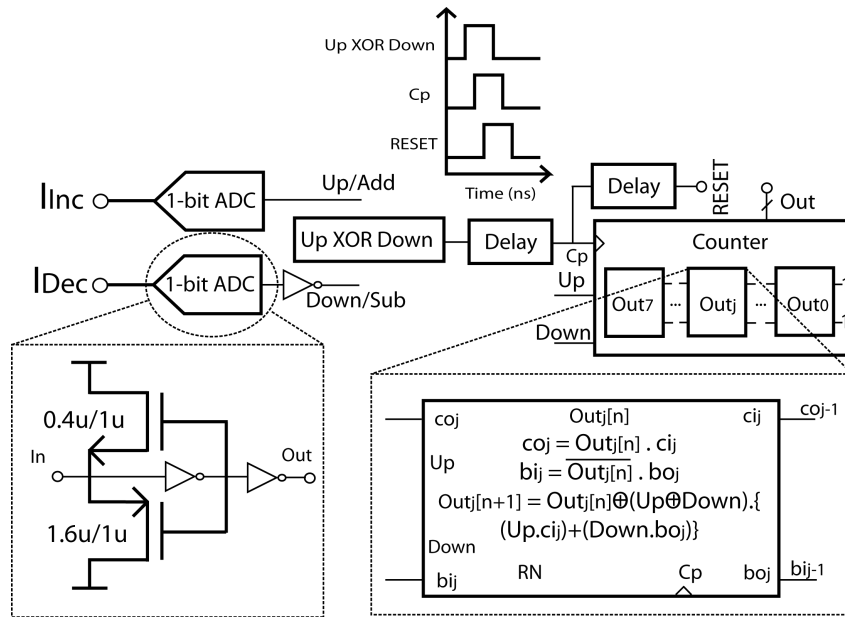 Up XOR Down
Cp
RESET
Time (ns)
IInc
1-bit ADC
Up/Add
IDec
1-bit ADC
Down/Sub
Up XOR Down
Delay
Delay
RESET
Out
Cp
Counter
Up
Down
Out7
...
Outj
...
Out0
1
1
0.4u/1u
In
Out
1.6u/1u
coj
Outj[n]
cij
coj-1
coj = Outj[n] . cij
Up
bij = Outj[n] . boj
Outj[n+1] = Outj[n]⊕(Up⊕Down).{
(Up.cij)+(Down.boj)}
Down
bij
RN
Cp
boj
bij-1